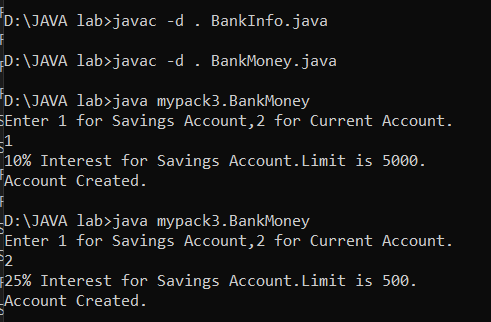 D:\JAVA lab>javac -d . BankInfo.java
D:\JAVA lab>javac -d . BankMoney.java
D:\JAVA lab>java mypack3.BankMoney
Enter 1 for Savings Account,2 for Current Account.
1
10% Interest for Savings Account.Limit is 5000.
Account Created.
D:\JAVA lab>java mypack3.BankMoney
Enter 1 for Savings Account,2 for Current Account.
2
25% Interest for Savings Account.Limit is 500.
Account Created.